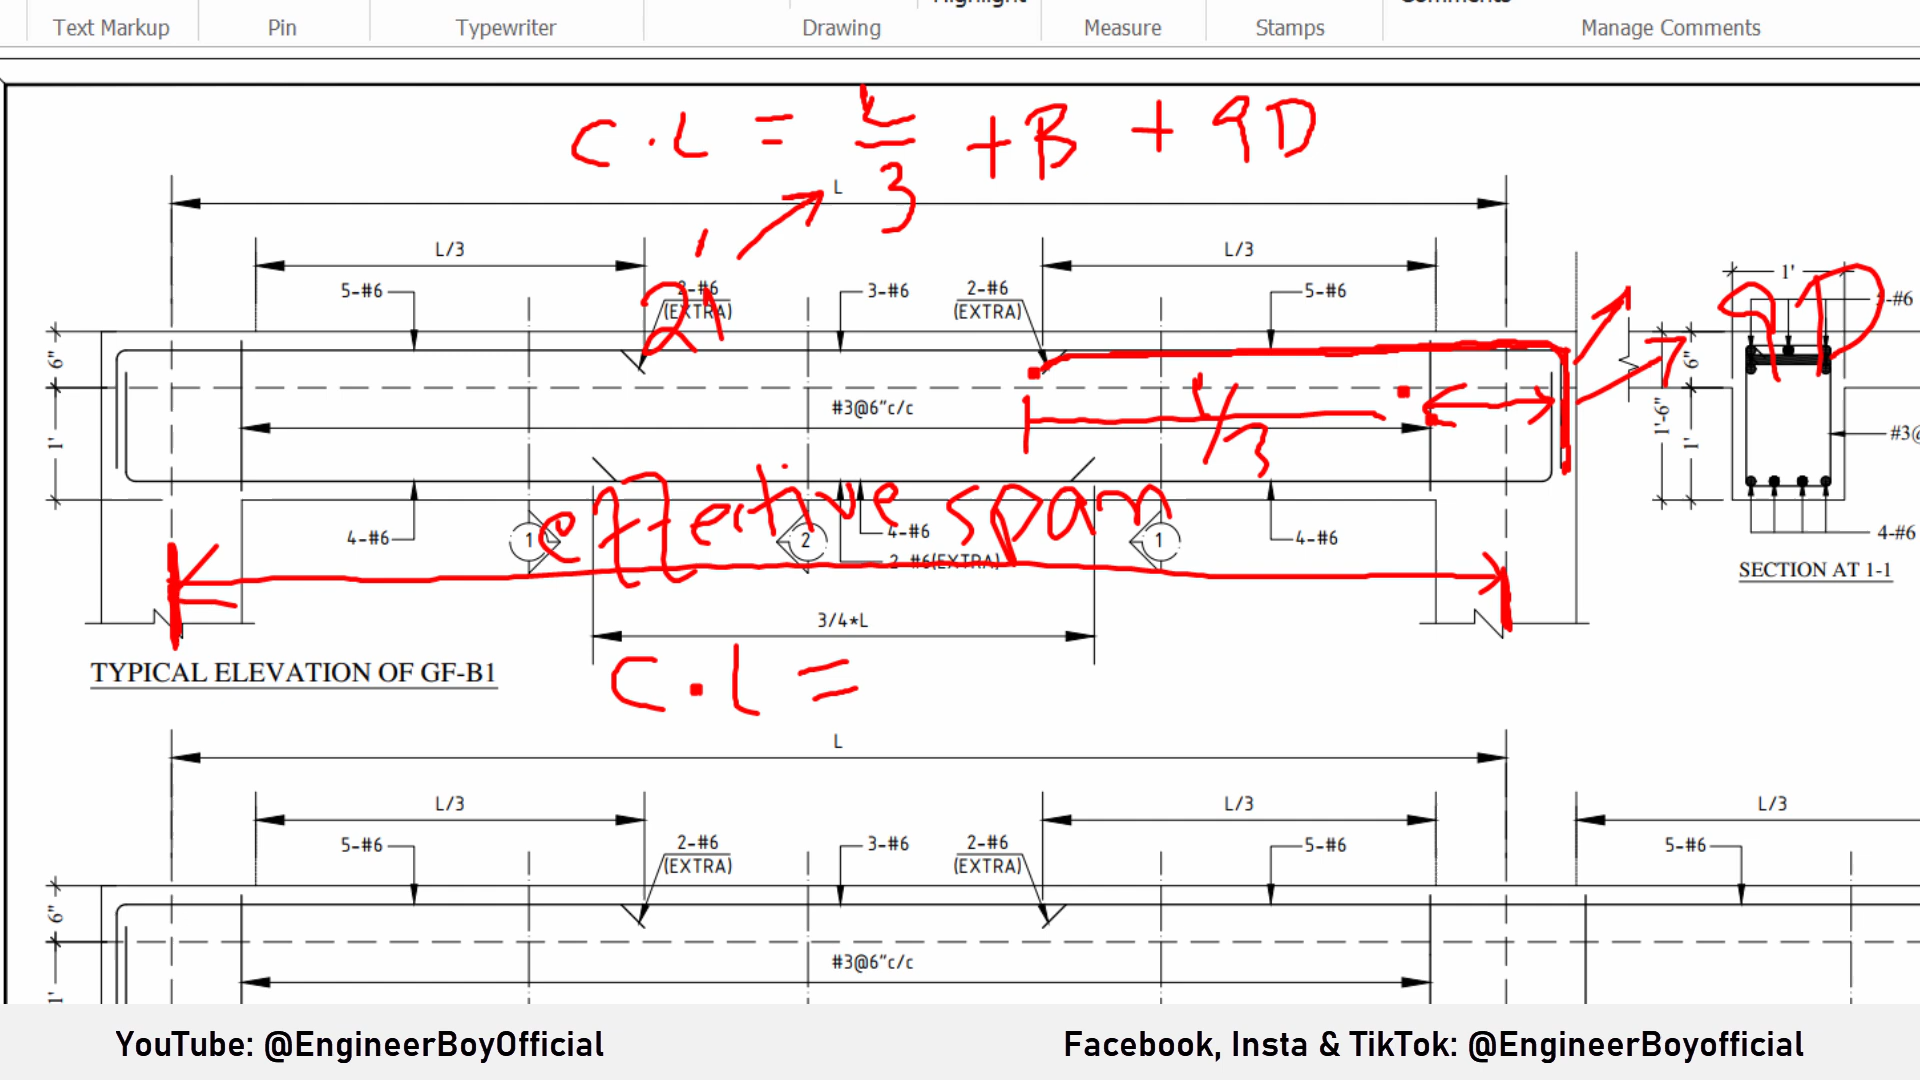 Text Markup Pin Typewriter Drawing Measure Stamps Manage Comments
C.L = L/3 + B + 9D
L
L/3 L/3
1'
5-#6 2-#6 3-#6 2-#6 5-#6
(EXTRA) (EXTRA)
21'
9D
6" 6"
#3@6"c/c
L/3
1' 1'-6" 1'
effective span
4-#6 1 2 4-#6 1 4-#6 4-#6
2-#6(EXTRA)
SECTION AT 1-1
3/4*L
TYPICAL ELEVATION OF GF-B1
C.L =
L
L/3 L/3 L/3
5-#6 2-#6 3-#6 2-#6 5-#6 5-#6
(EXTRA) (EXTRA)
6"
#3@6"c/c
1'
YouTube: @EngineerBoyOfficial Facebook, Insta & TikTok: @EngineerBoyofficial